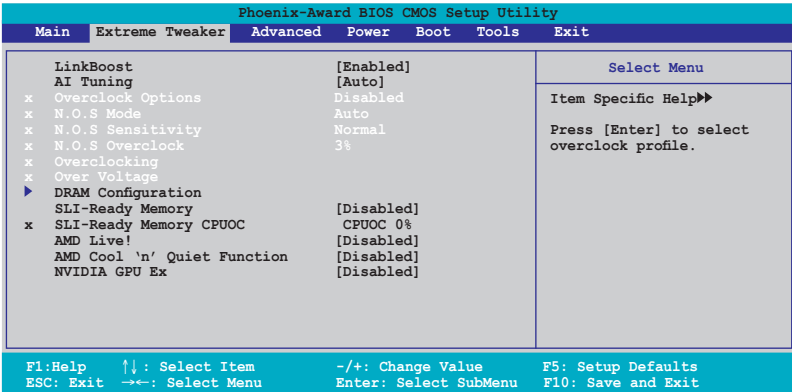 Phoenix-Award BIOS CMOS Setup Utility
Main Extreme Tweaker Advanced Power Boot Tools Exit
LinkBoost [Enabled]
AI Tuning [Auto]
x Overclock Options Disabled
x N.O.S Mode Auto
x N.O.S Sensitivity Normal
x N.O.S Overclock 3%
x Overclocking
x Over Voltage
DRAM Configuration
SLI-Ready Memory [Disabled]
x SLI-Ready Memory CPUOC CPUOC 0%
AMD Live! [Disabled]
AMD Cool ‘n’ Quiet Function [Disabled]
NVIDIA GPU Ex [Disabled]
Select Menu
Item Specific Help
Press [Enter] to select
overclock profile.
F1:Help ↑↓: Select Item -/+: Change Value F5: Setup Defaults
ESC: Exit →←: Select Menu Enter: Select SubMenu F10: Save and Exit